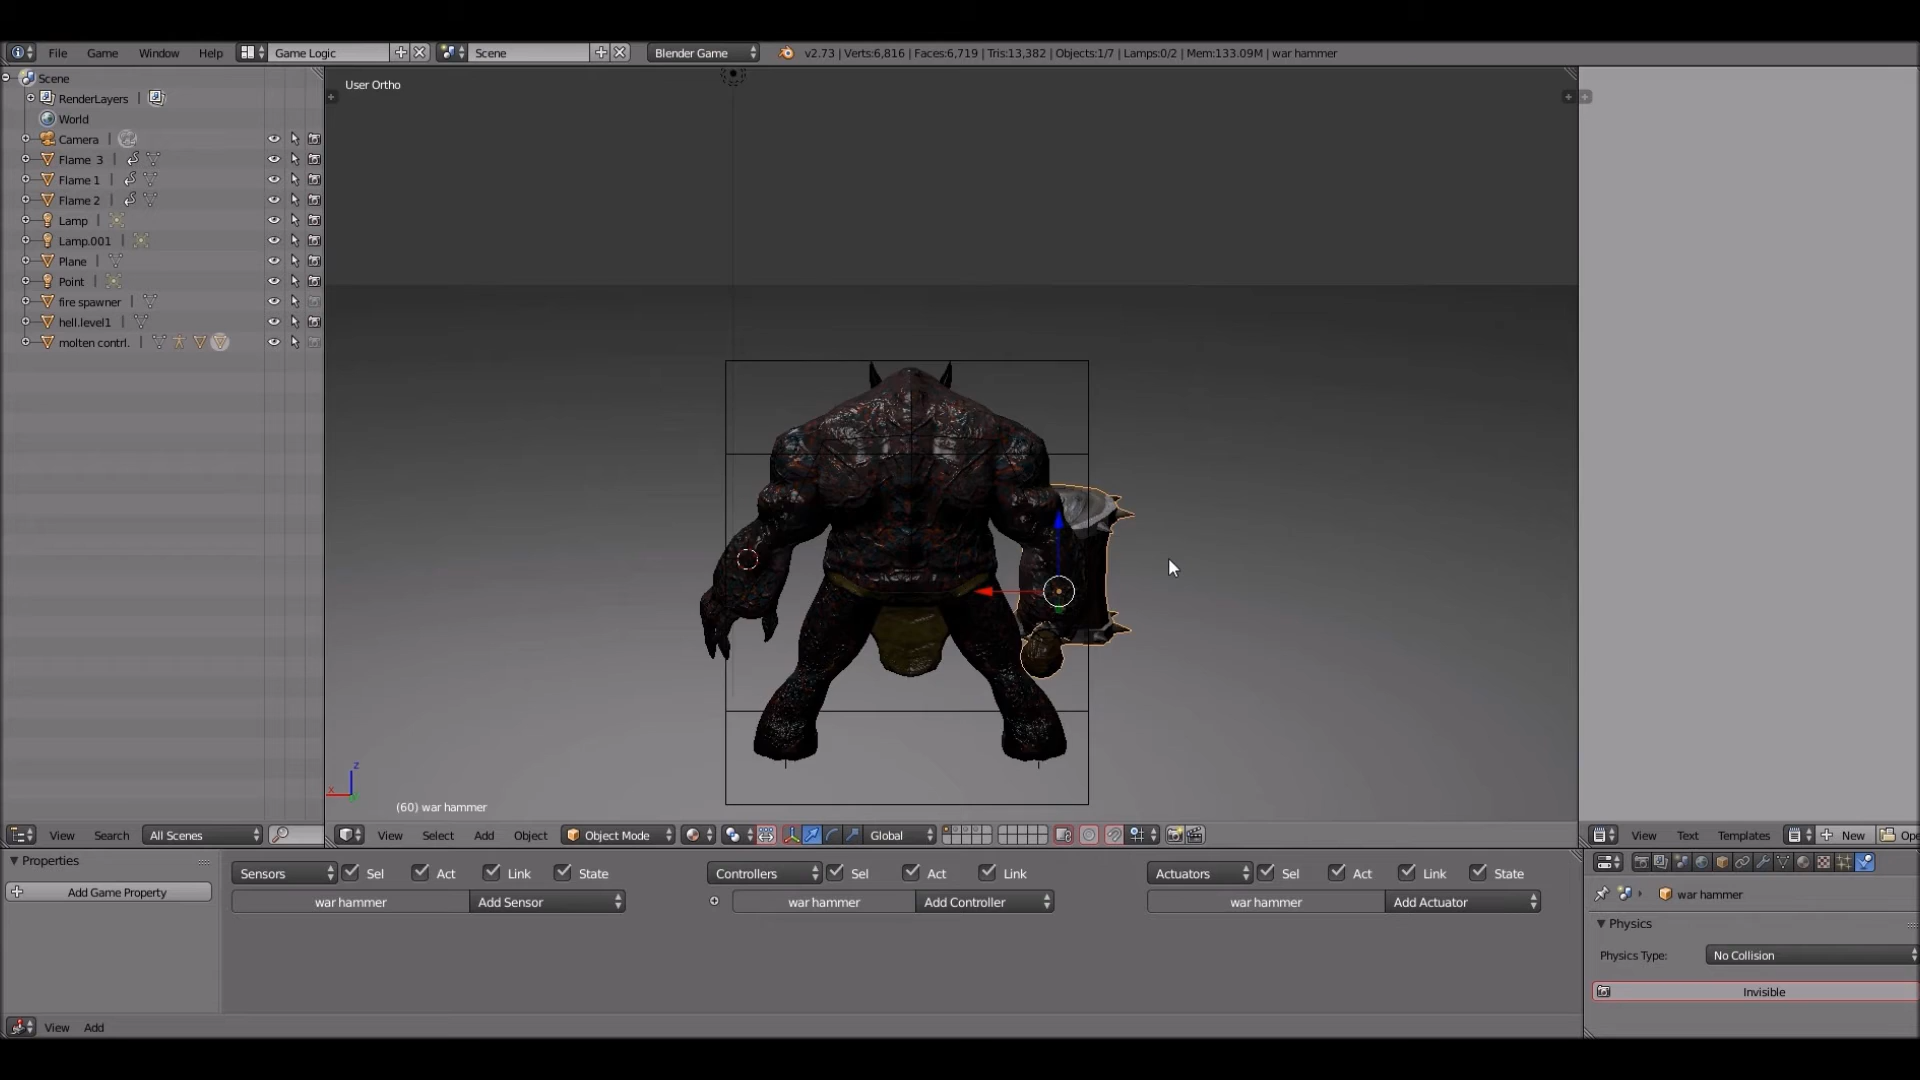 File Game Window Help Game Logic Scene Blender Game v2.73 | Verts:6,816 | Faces:6,719 | Tris:13,382 | Objects:1/7 | Lamps:0/2 | Mem:133.09M | war hammer
Scene
User Ortho
RenderLayers |
World
Camera |
Flame 3 |
Flame 1 |
Flame 2 |
Lamp |
Lamp.001 |
Plane |
Point |
fire spawner |
hell.level1 |
molten contrl. |
z
x
(60) war hammer
View Search All Scenes View Select Add Object Object Mode Global View Text Templates New Ope
Properties
Sensors Sel Act Link State Controllers Sel Act Link Actuators Sel Act Link State
Add Game Property war hammer Add Sensor war hammer Add Controller war hammer Add Actuator war hammer
Physics
Physics Type: No Collision
Invisible
View Add